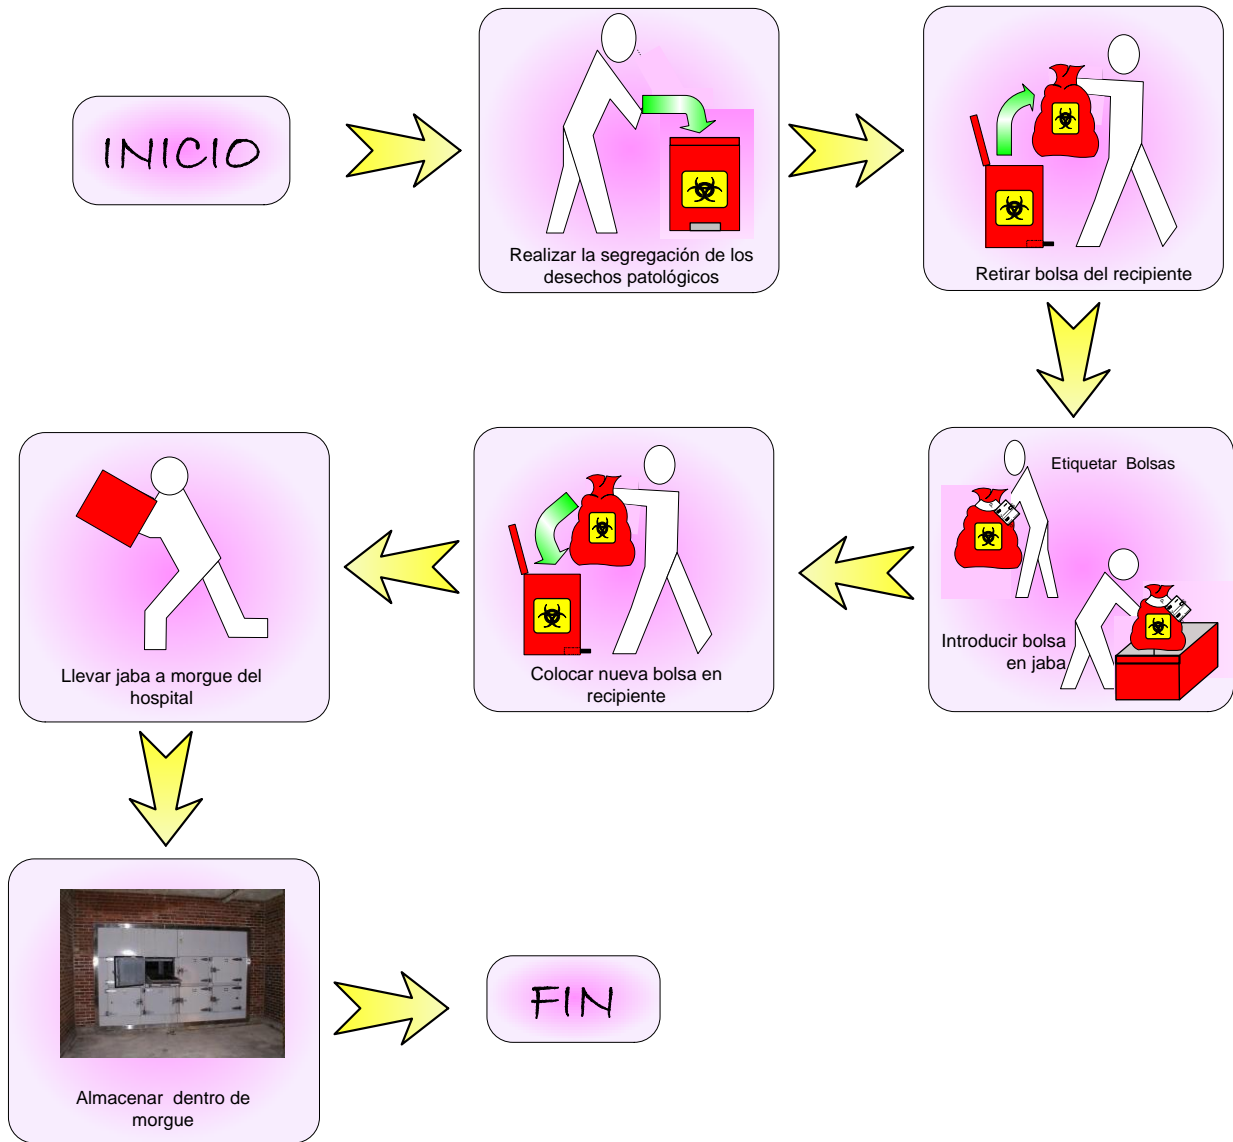 INICIO
Realizar la segregación de los
desechos patológicos
Retirar bolsa del recipiente
Etiquetar Bolsas
Introducir bolsa
en jaba
Colocar nueva bolsa en
recipiente
Llevar jaba a morgue del
hospital
Almacenar dentro de
morgue
FIN